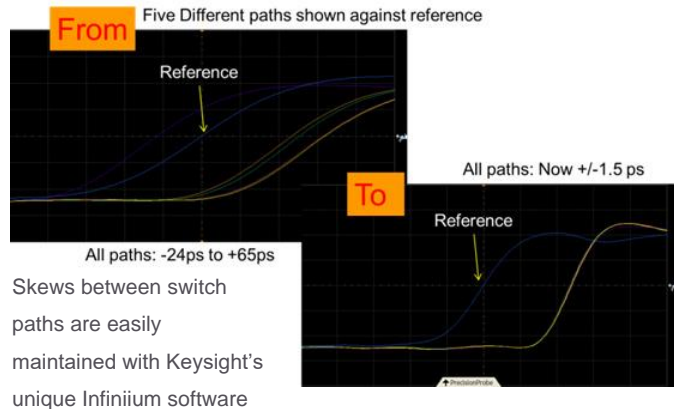 Five Different paths shown against reference
From
Reference
All paths: -24ps to +65ps
All paths: Now +/-1.5 ps
To
Reference
PrecisionProbe
Skews between switch
paths are easily
maintained with Keysight's
unique Infiniium software